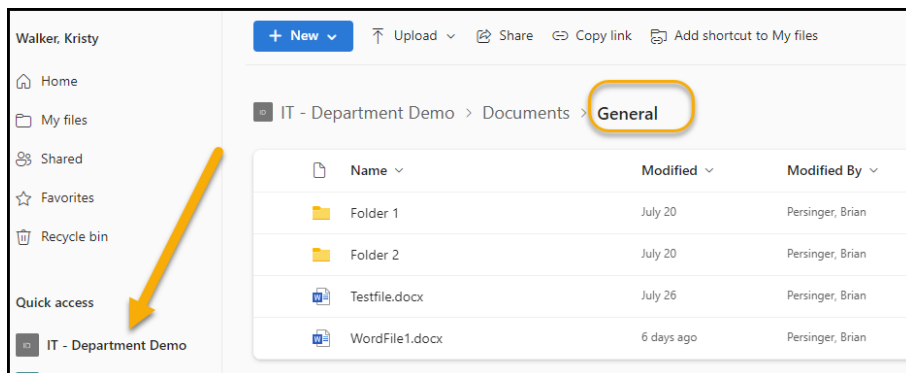 Walker, Kristy
Home
My files
Shared
Favorites
Recycle bin
Quick access
IT - Department Demo
+ New Upload Share Copy link Add shortcut to My files
IT - Department Demo > Documents > General
Name Modified Modified By
Folder 1 July 20 Persinger, Brian
Folder 2 July 20 Persinger, Brian
Testfile.docx July 26 Persinger, Brian
WordFile1.docx 6 days ago Persinger, Brian